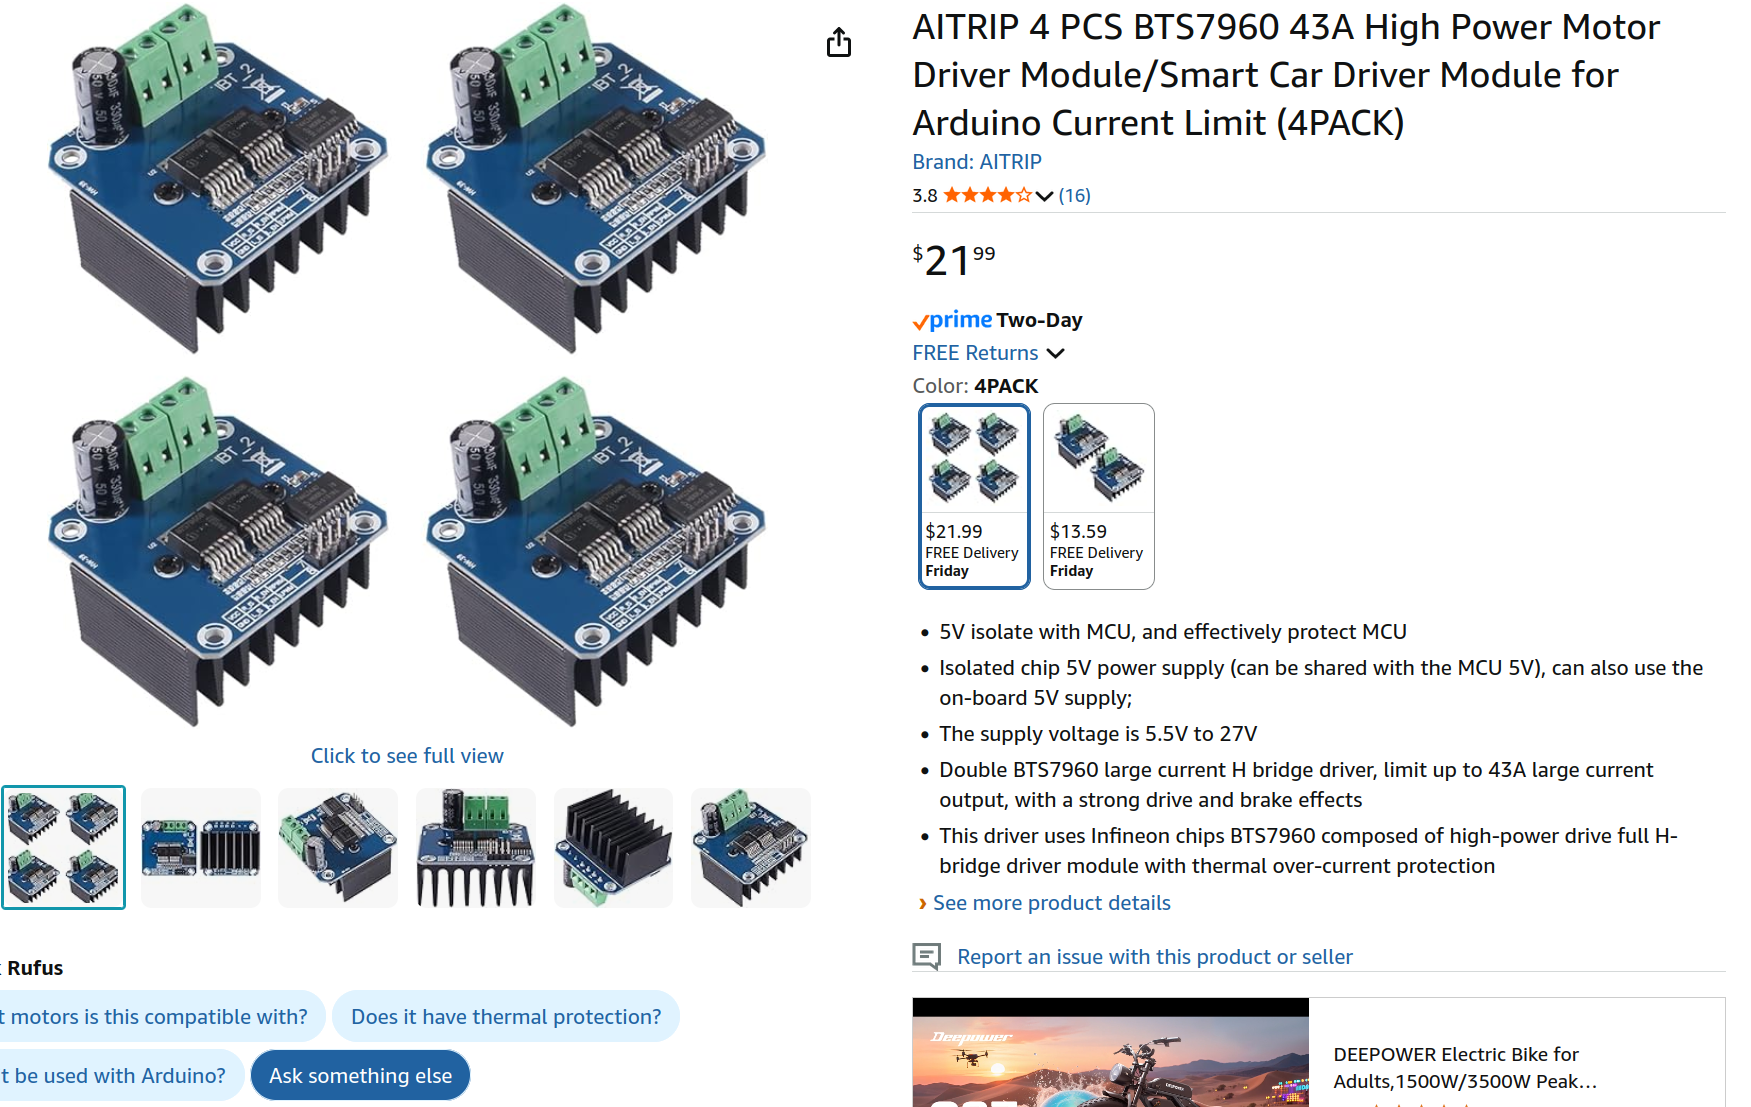 AITRIP 4 PCS BTS7960 43A High Power Motor
Driver Module/Smart Car Driver Module for
Arduino Current Limit (4PACK)
Brand: AITRIP
3.8 (16)
$21 99
prime Two-Day
FREE Returns
Color: 4PACK
$21.99
FREE Delivery
Friday
$13.59
FREE Delivery
Friday
5V isolate with MCU, and effectively protect MCU
Isolated chip 5V power supply (can be shared with the MCU 5V), can also use the
on-board 5V supply;
The supply voltage is 5.5V to 27V
Double BTS7960 large current H bridge driver, limit up to 43A large current
output, with a strong drive and brake effects
This driver uses Infineon chips BTS7960 composed of high-power drive full H-
bridge driver module with thermal over-current protection
› See more product details
Report an issue with this product or seller
Deepower
DEEPOWER Electric Bike for
Adults,1500W/3500W Peak…
Click to see full view
Rufus
t motors is this compatible with?
Does it have thermal protection?
t be used with Arduino?
Ask something else